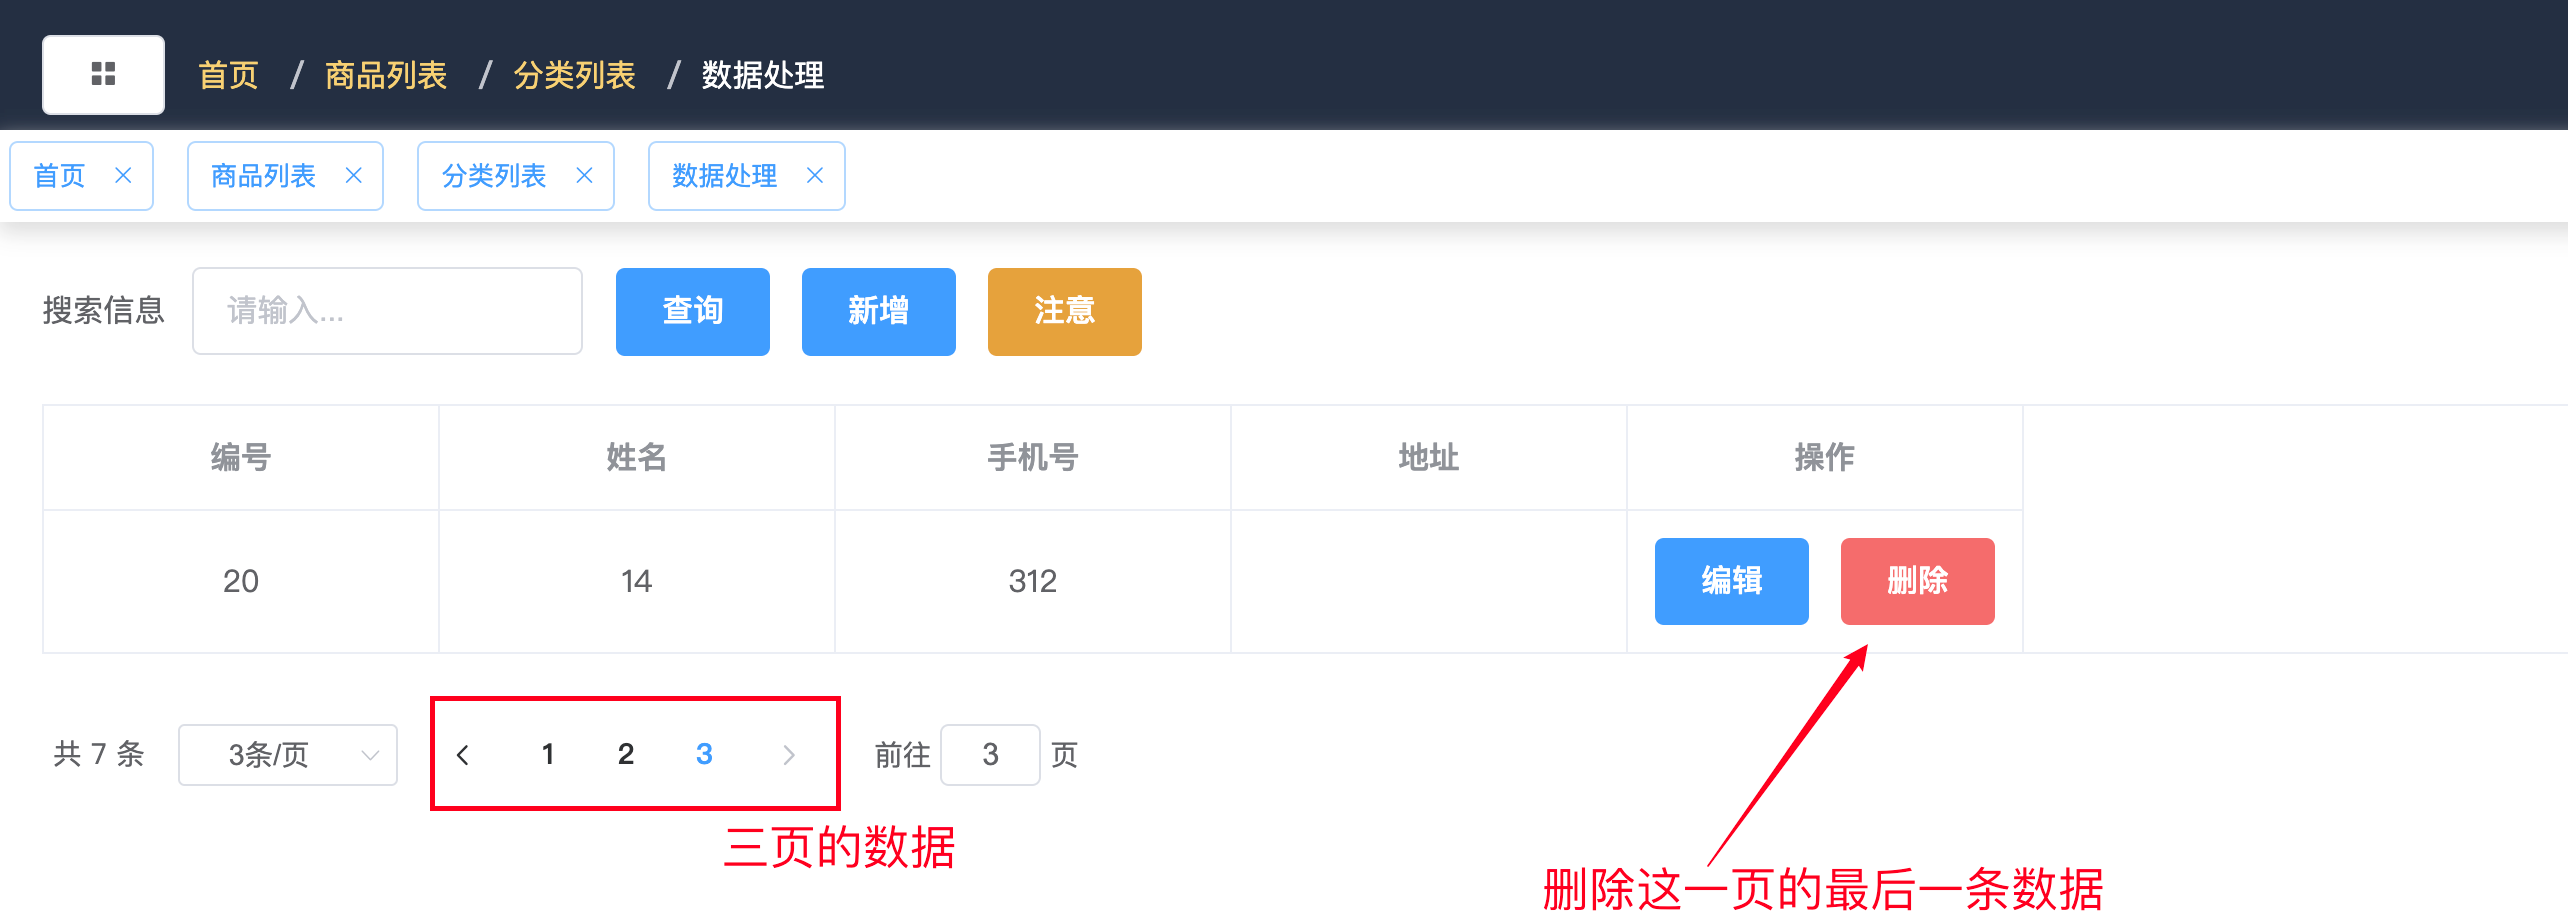 首页 / 商品列表 / 分类列表 / 数据处理
首页 × 商品列表 × 分类列表 × 数据处理 ×
搜索信息 请输入... 查询 新增 注意
编号 姓名 手机号 地址 操作
20 14 312 编辑 删除
共 7 条 3条/页 < 1 2 3 > 前往 3 页
三页的数据
删除这一页的最后一条数据